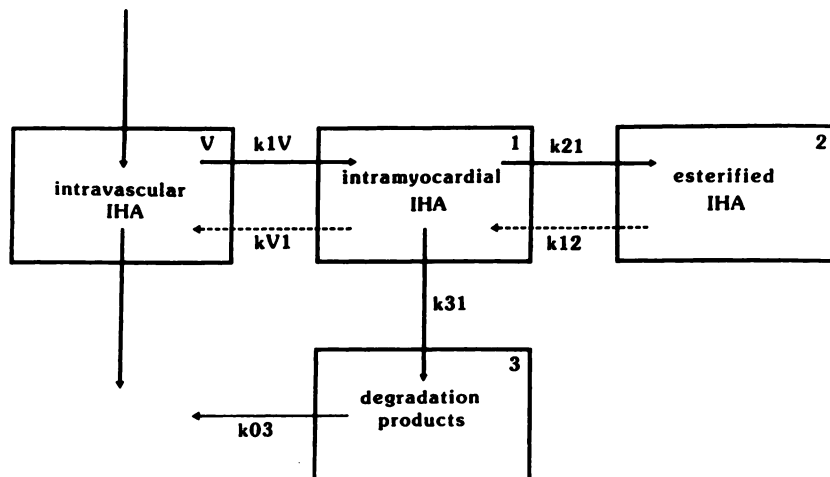 V
k1V
1
k21
2
intravascular
IHA
intramyocardial
IHA
esterified
IHA
kV1
k12
k31
3
degradation
products
k03